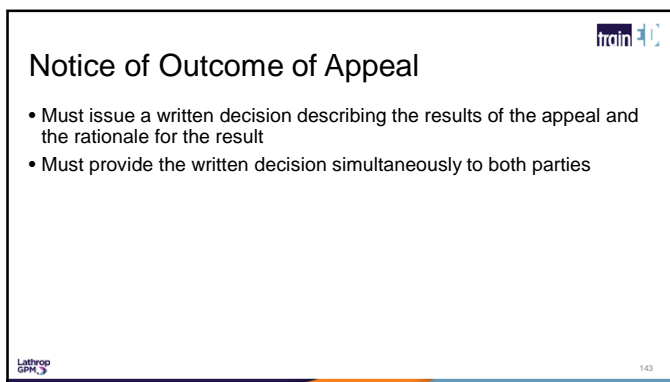 trainED
Notice of Outcome of Appeal
• Must issue a written decision describing the results of the appeal and
the rationale for the result
• Must provide the written decision simultaneously to both parties
Lathrop
GPM
143